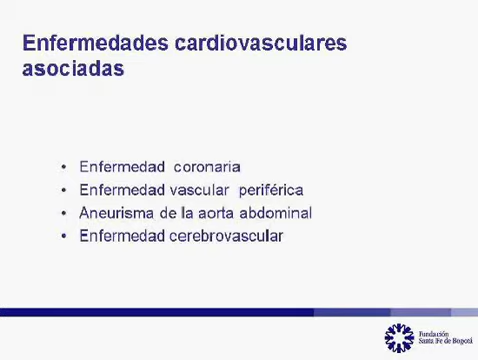 Enfermedades cardiovasculares
asociadas
• Enfermedad coronaria
• Enfermedad vascular periférica
• Aneurisma de la aorta abdominal
• Enfermedad cerebrovascular
Fundación
Santa Fe de Bogotá